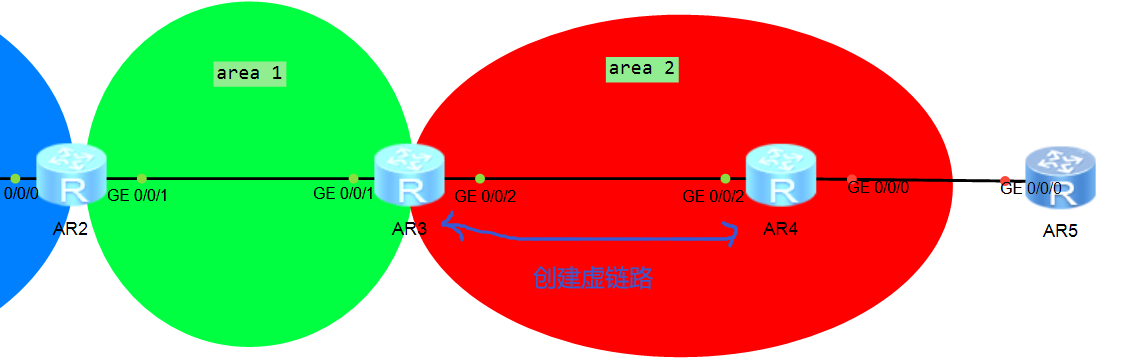 area 1
area 2
0/0/0
GE 0/0/1
GE 0/0/1
GE 0/0/2
GE 0/0/2
GE 0/0/0
GE 0/0/0
R
R
R
R
AR2
AR3
AR4
AR5
创建虚链路